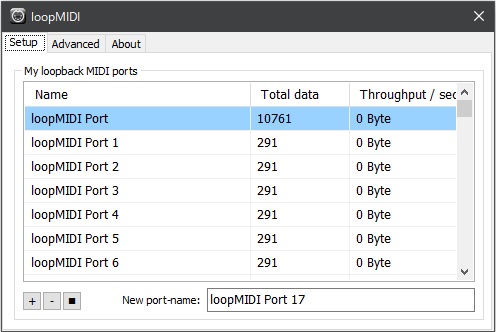 loopMIDI
Setup Advanced About
My loopback MIDI ports
Name Total data Throughput / sec
loopMIDI Port 10761 0 Byte
loopMIDI Port 1 291 0 Byte
loopMIDI Port 2 291 0 Byte
loopMIDI Port 3 291 0 Byte
loopMIDI Port 4 291 0 Byte
loopMIDI Port 5 291 0 Byte
loopMIDI Port 6 291 0 Byte
+ - ■ New port-name: loopMIDI Port 17